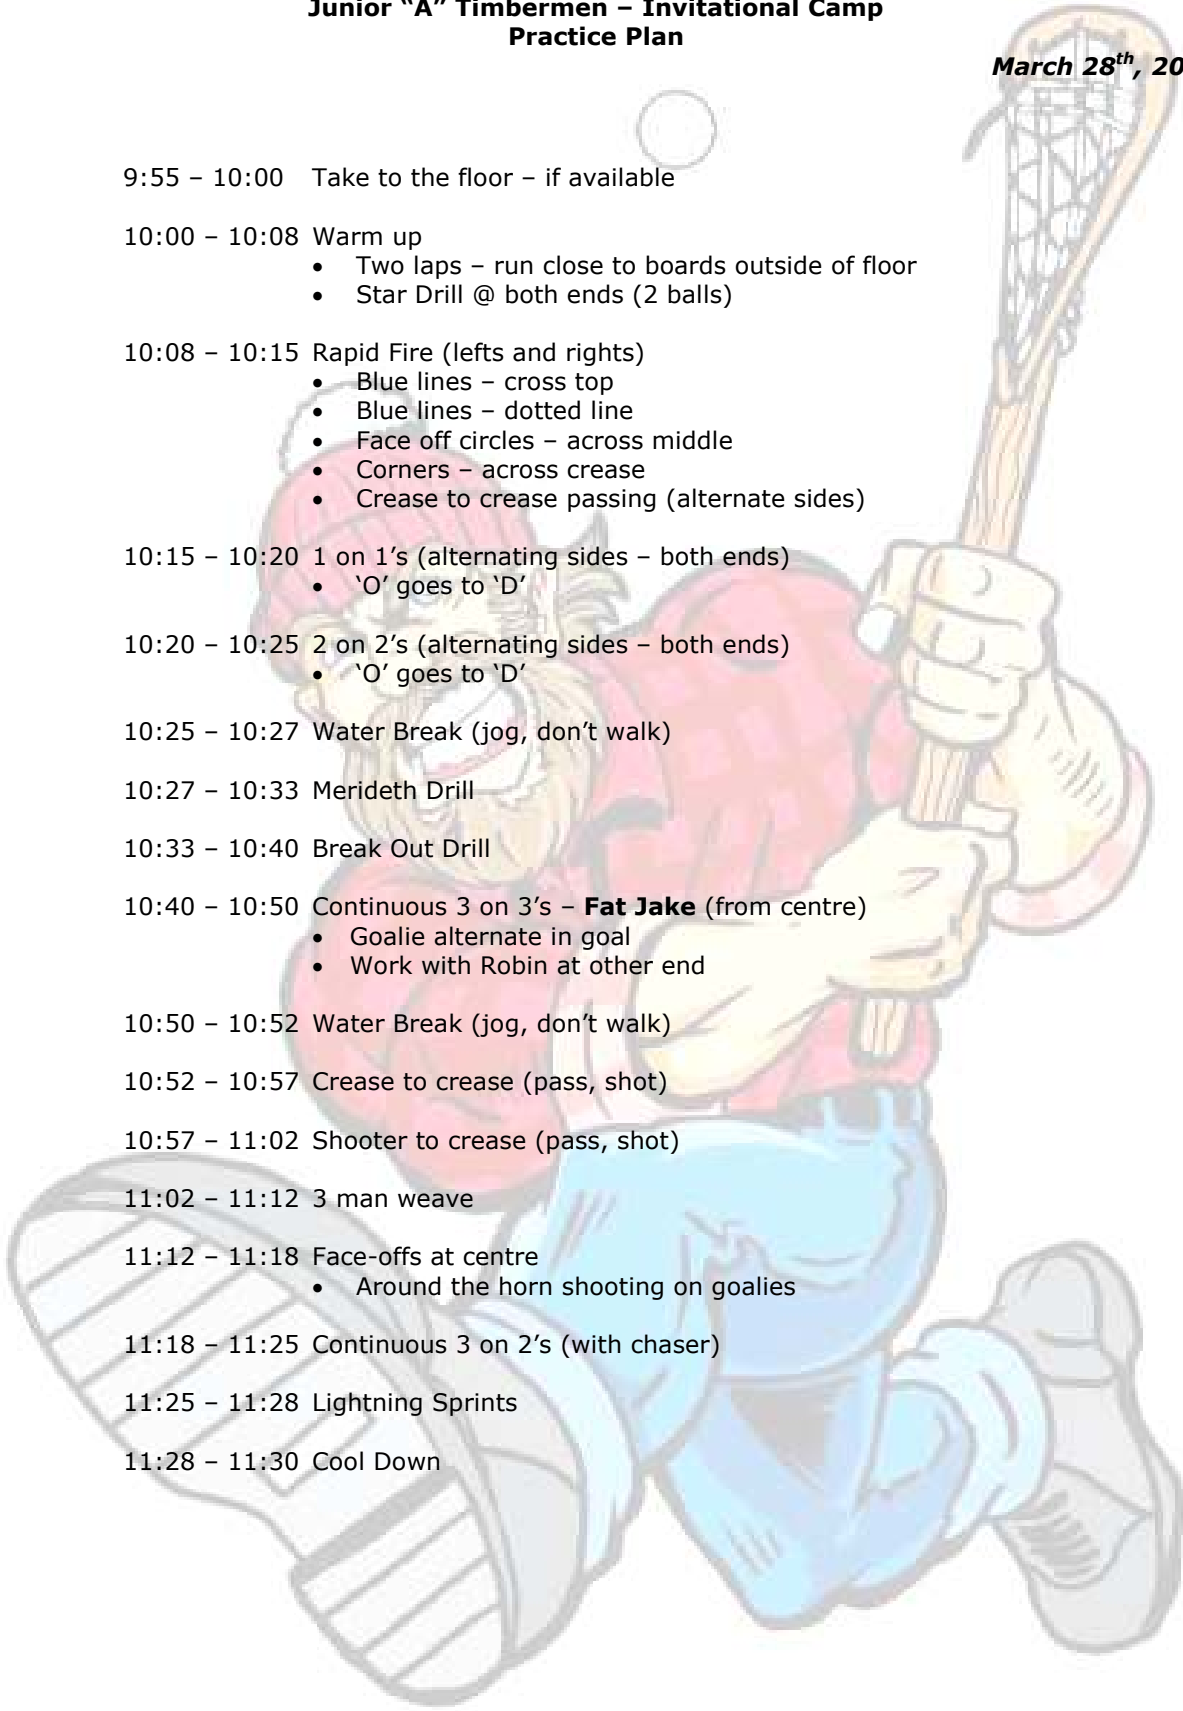 Junior “A” Timbermen – Invitational Camp
Practice Plan
March 28th, 20
9:55 – 10:00 Take to the floor – if available
10:00 – 10:08 Warm up
• Two laps – run close to boards outside of floor
• Star Drill @ both ends (2 balls)
10:08 – 10:15 Rapid Fire (lefts and rights)
• Blue lines – cross top
• Blue lines – dotted line
• Face off circles – across middle
• Corners – across crease
• Crease to crease passing (alternate sides)
10:15 – 10:20 1 on 1’s (alternating sides – both ends)
• ‘O’ goes to ‘D’
10:20 – 10:25 2 on 2’s (alternating sides – both ends)
• ‘O’ goes to ‘D’
10:25 – 10:27 Water Break (jog, don’t walk)
10:27 – 10:33 Merideth Drill
10:33 – 10:40 Break Out Drill
10:40 – 10:50 Continuous 3 on 3’s – Fat Jake (from centre)
• Goalie alternate in goal
• Work with Robin at other end
10:50 – 10:52 Water Break (jog, don’t walk)
10:52 – 10:57 Crease to crease (pass, shot)
10:57 – 11:02 Shooter to crease (pass, shot)
11:02 – 11:12 3 man weave
11:12 – 11:18 Face-offs at centre
• Around the horn shooting on goalies
11:18 – 11:25 Continuous 3 on 2’s (with chaser)
11:25 – 11:28 Lightning Sprints
11:28 – 11:30 Cool Down